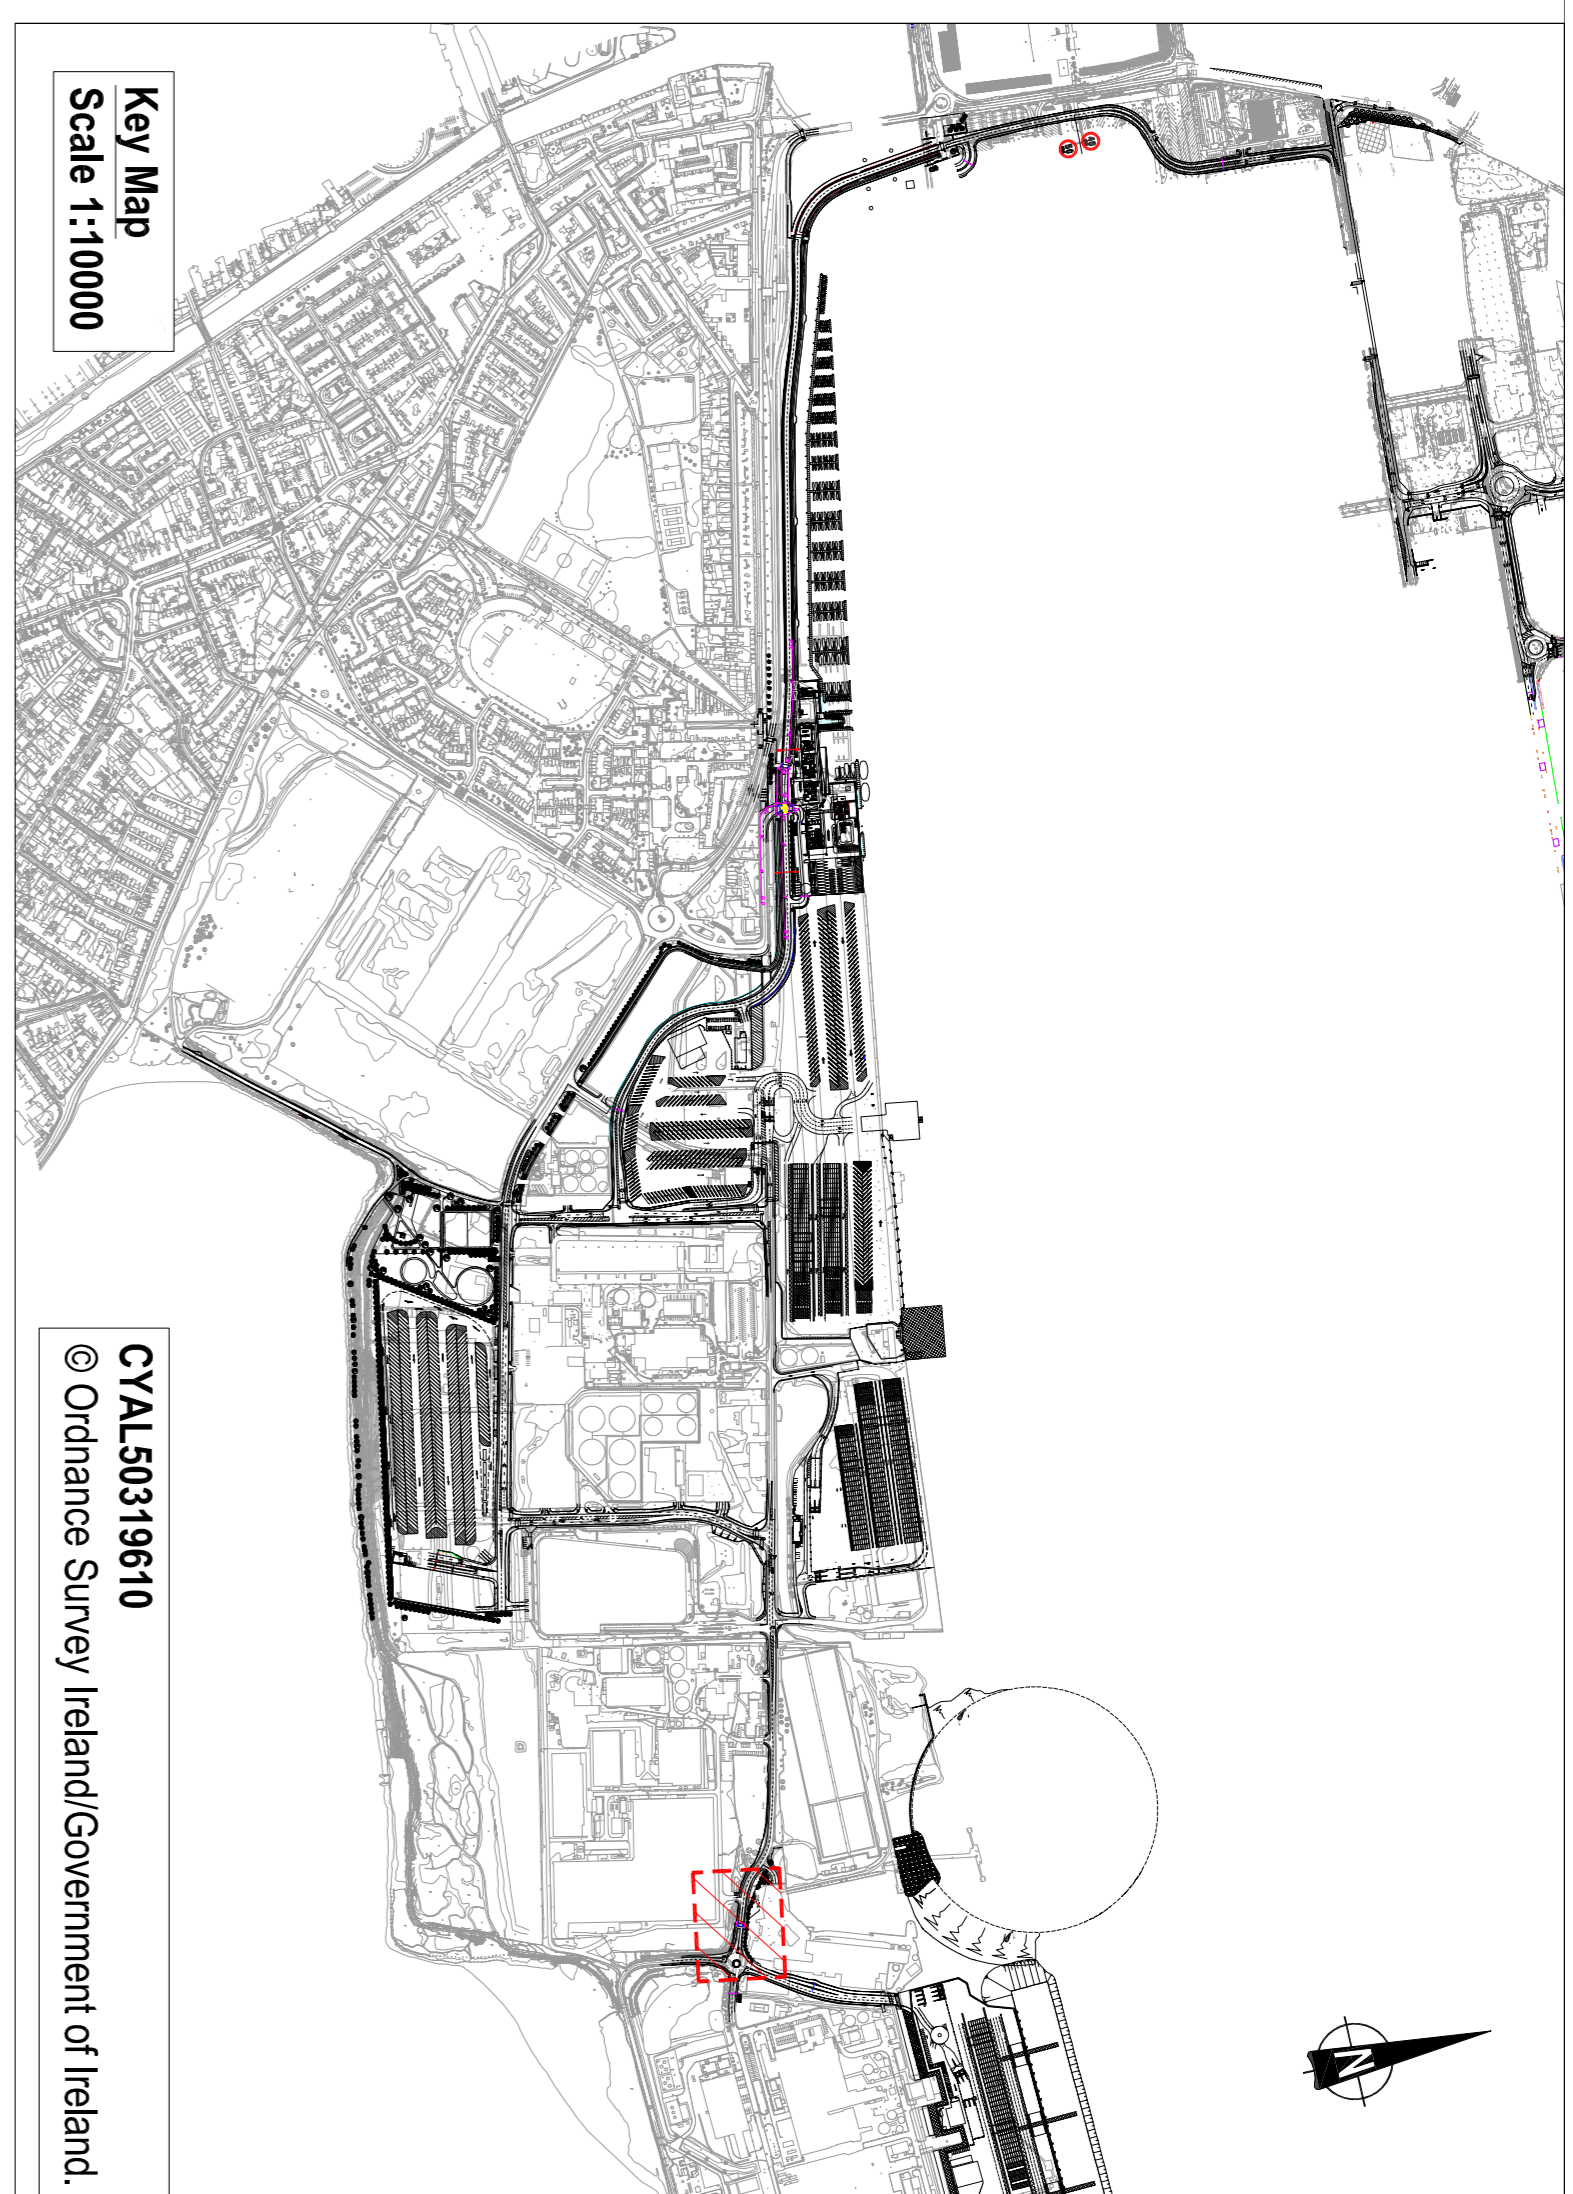 Key Map
Scale 1:10000
CYAL50319610
© Ordnance Survey Ireland/Government of Ireland.
N